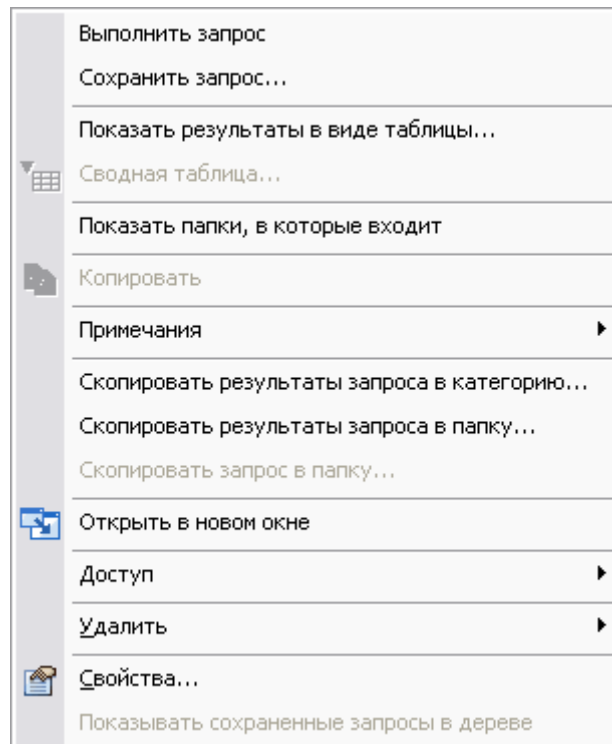 Выполнить запрос
Сохранить запрос...
Показать результаты в виде таблицы...
Сводная таблица...
Показать папки, в которые входит
Копировать
Примечания
Скопировать результаты запроса в категорию...
Скопировать результаты запроса в папку...
Скопировать запрос в папку...
Открыть в новом окне
Доступ
Удалить
Свойства...
Показывать сохраненные запросы в дереве